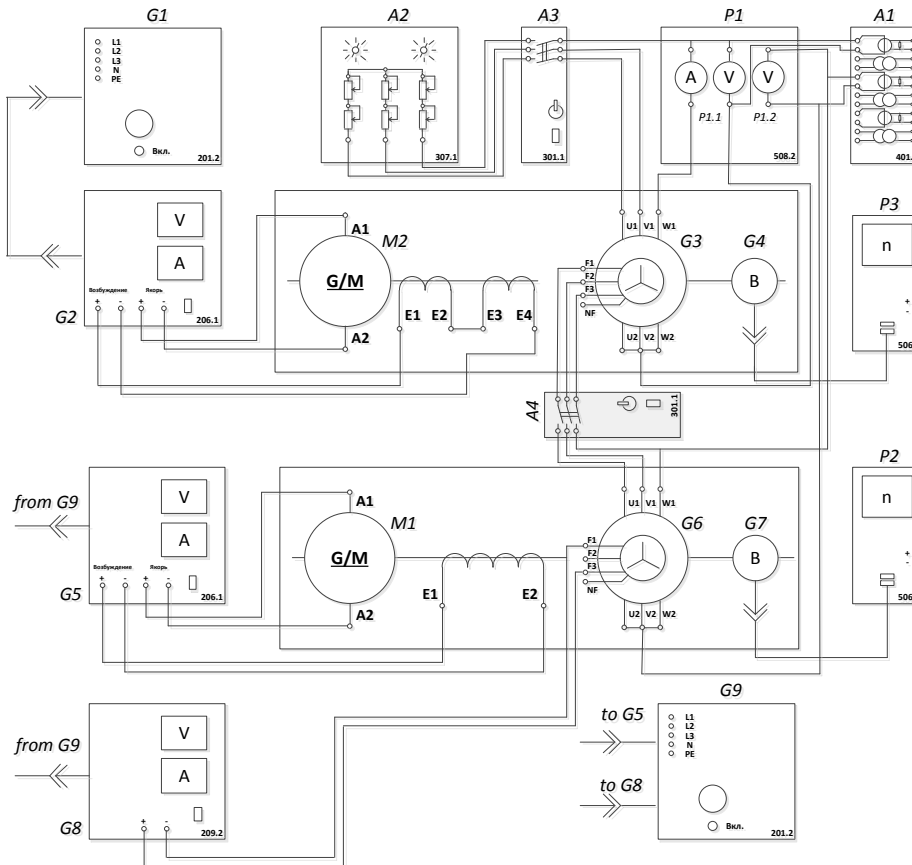 G1
A2
A3
P1
A1
L1
L2
L3
N
PE
Вкл.
201.2
307.1
301.1
A
V
V
P1.1
P1.2
508.2
401.
V
A
Возбуждение
Якорь
+ - + -
206.1
G2
A1
M2
G/M
A2
E1 E2 E3 E4
U1 V1 W1
G3
F1
F2
F3
NF
U2 V2 W2
G4
B
P3
n
+
-
506
A4
301.1
from G9
V
A
Возбуждение
Якорь
+ - + -
206.1
G5
A1
M1
G/M
A2
E1 E2
U1 V1 W1
G6
F1
F2
F3
NF
U2 V2 W2
G7
B
P2
n
+
-
506
from G9
V
A
+ -
209.2
G8
to G5
to G8
G9
L1
L2
L3
N
PE
Вкл.
201.2